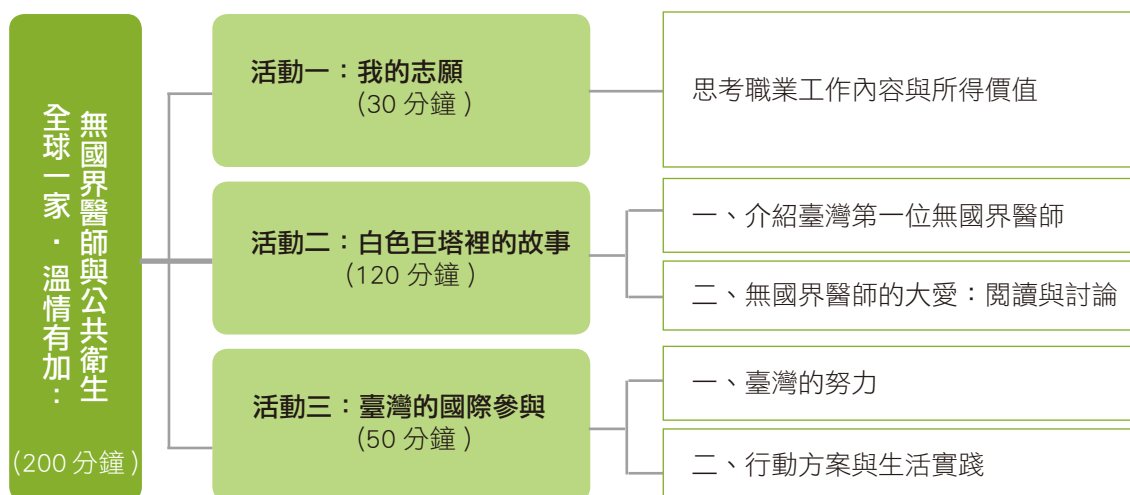 全球一家．溫情有加：
無國界醫師與公共衛生
(200 分鐘)
活動一：我的志願
(30 分鐘)
思考職業工作內容與所得價值
活動二：白色巨塔裡的故事
(120 分鐘)
一、介紹臺灣第一位無國界醫師
二、無國界醫師的大愛：閱讀與討論
活動三：臺灣的國際參與
(50 分鐘)
一、臺灣的努力
二、行動方案與生活實踐